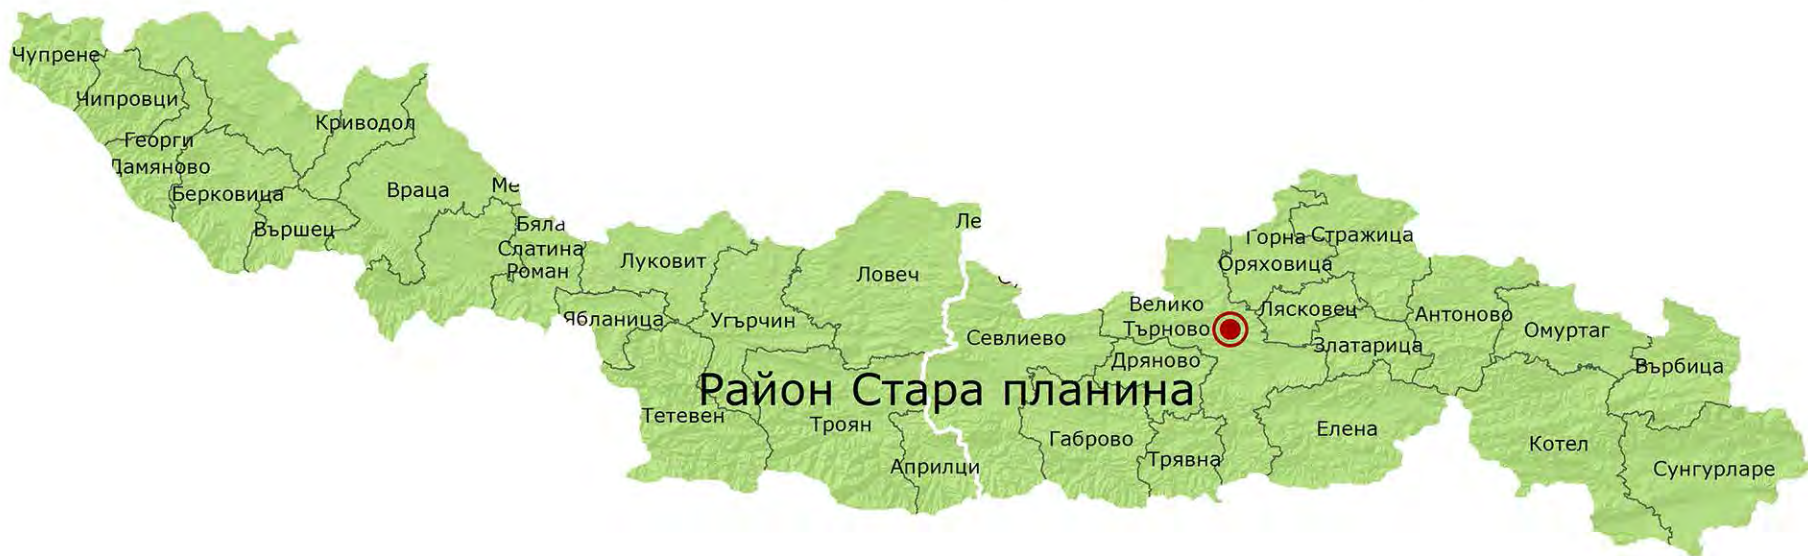 Чупрене
Чипровци
Георги
Дамяново
Берковица
Вършец
Криводол
Враца
Ме
Бяла
Слатина
Роман
Луковит
Ябланица
Угърчин
Ловеч
Ле
Тетевен
Троян
Априлци
Район Стара планина
Севлиево
Велико
Търново
Дряново
Габрово
Трявна
Горна
Оряховица
Стражица
Лясковец
Златарица
Антоново
Елена
Омуртаг
Върбица
Котел
Сунгурларе